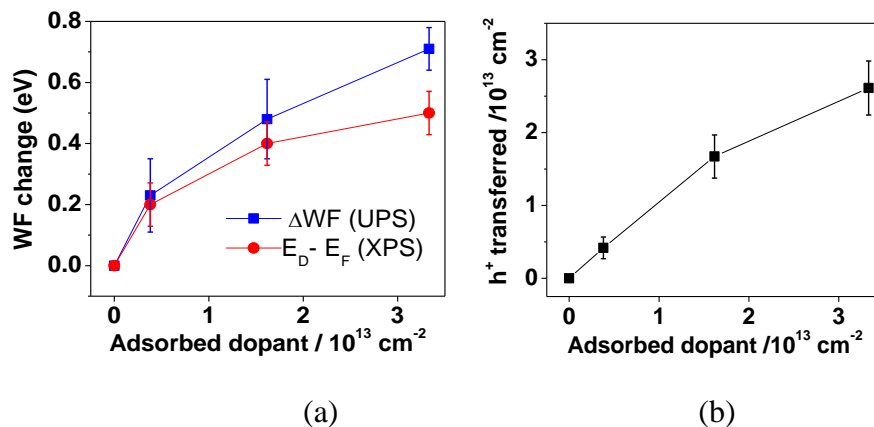 0.8
0.6
0.4
0.2
0.0
WF change (eV)
ΔWF (UPS)
E_D- E_F (XPS)
0 1 2 3
Adsorbed dopant / 10^13 cm^-2
(a)
3
2
1
0
h^+ transferred /10^13 cm^-2
0 1 2 3
Adsorbed dopant /10^13 cm^-2
(b)